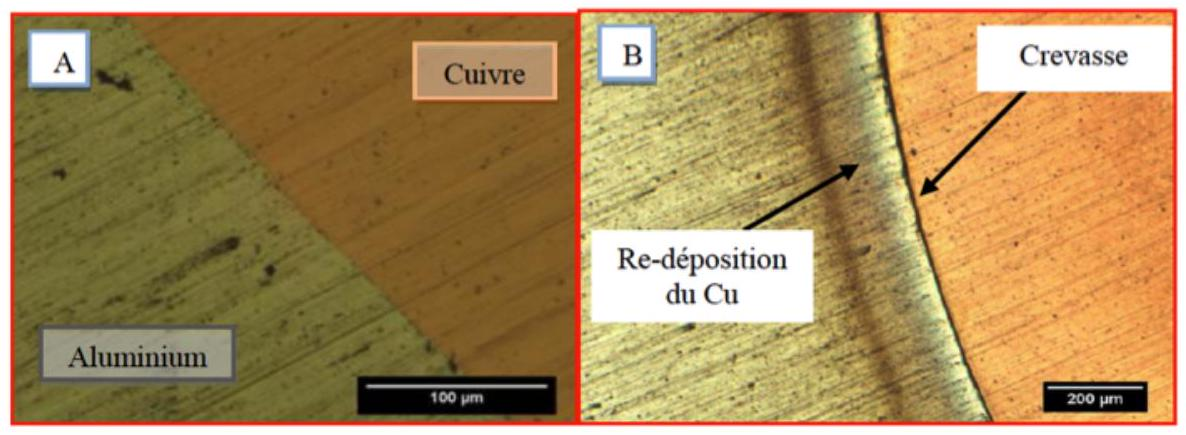 A
Cuivre
Aluminium
100 µm
B
Crevasse
Re-déposition
du Cu
200 µm